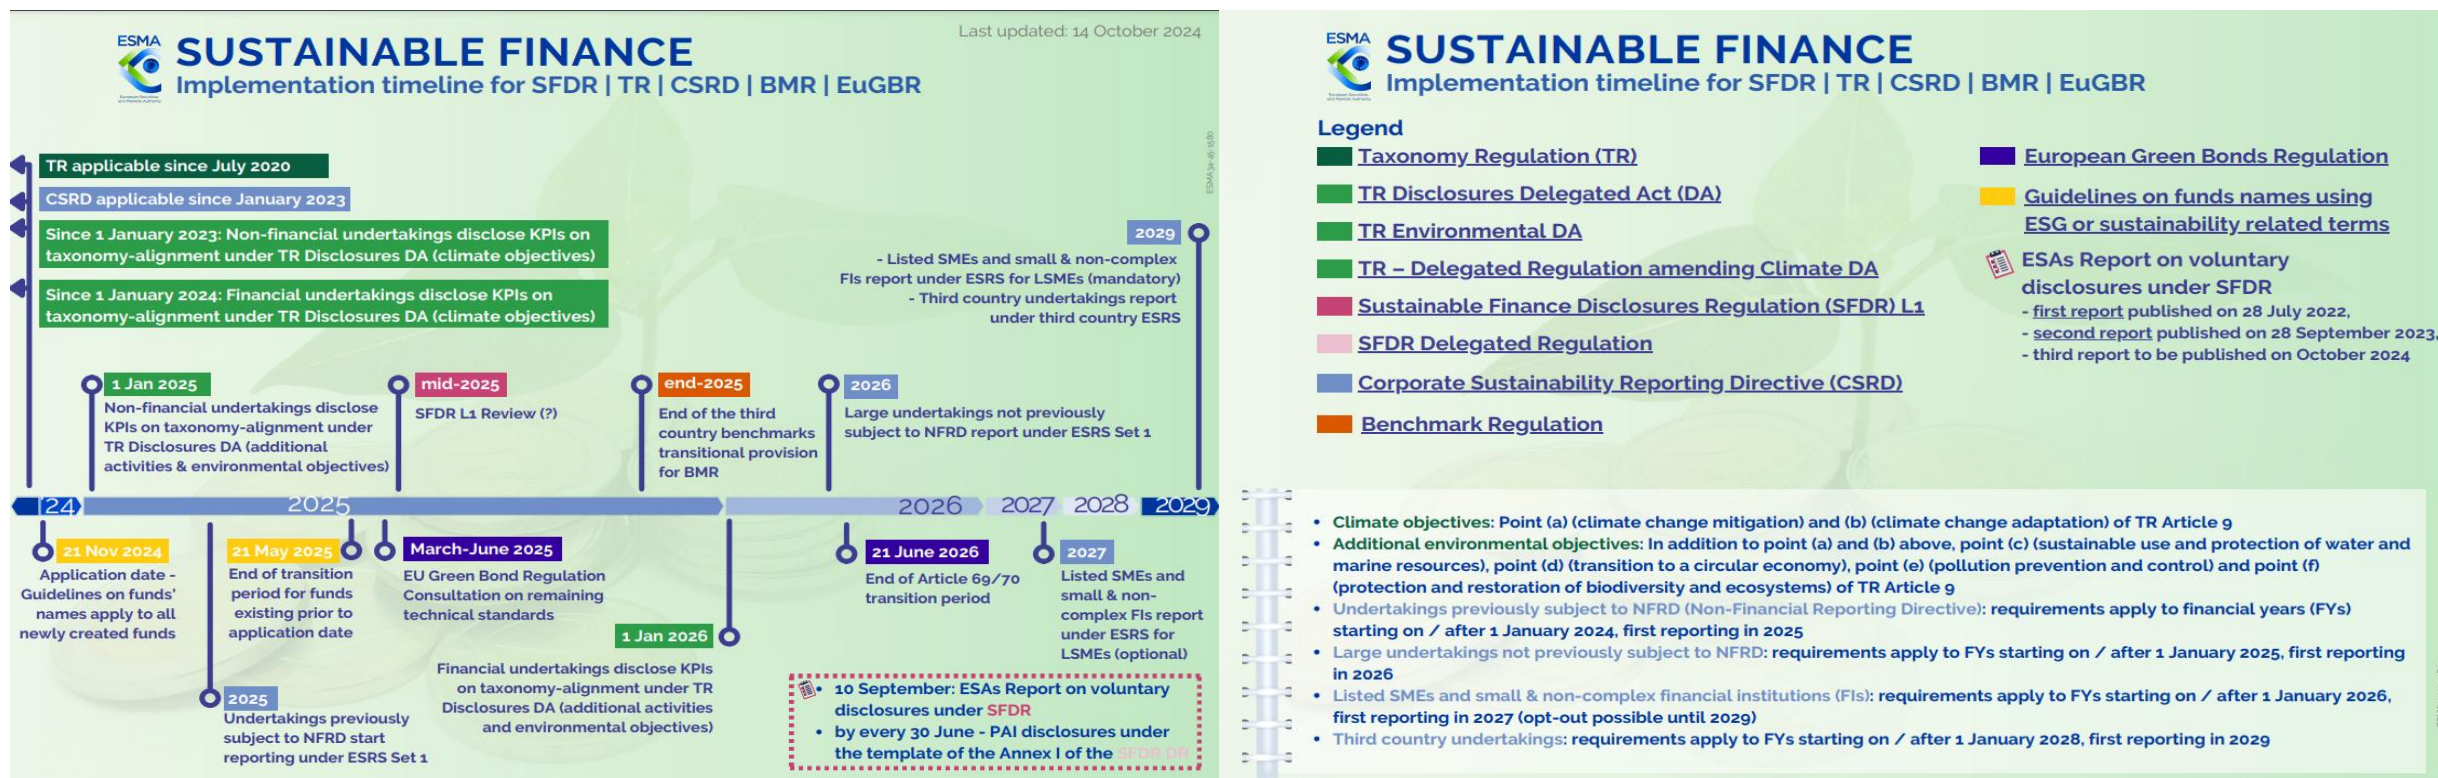 Last updated: 14 October 2024
ESMA
European Securities
and Markets Authority
SUSTAINABLE FINANCE
Implementation timeline for SFDR | TR | CSRD | BMR | EuGBR
ESMA34-45-1580
TR applicable since July 2020
CSRD applicable since January 2023
Since 1 January 2023: Non-financial undertakings disclose KPIs on
taxonomy-alignment under TR Disclosures DA (climate objectives)
Since 1 January 2024: Financial undertakings disclose KPIs on
taxonomy-alignment under TR Disclosures DA (climate objectives)
2029
- Listed SMEs and small & non-complex
FIs report under ESRS for LSMEs (mandatory)
- Third country undertakings report
under third country ESRS
1 Jan 2025
Non-financial undertakings disclose
KPIs on taxonomy-alignment under
TR Disclosures DA (additional
activities & environmental objectives)
mid-2025
SFDR L1 Review (?)
end-2025
End of the third
country benchmarks
transitional provision
for BMR
2026
Large undertakings not previously
subject to NFRD report under ESRS Set 1
24
2025
2026
2027
2028
2029
21 Nov 2024
Application date -
Guidelines on funds'
names apply to all
newly created funds
21 May 2025
End of transition
period for funds
existing prior to
application date
March-June 2025
EU Green Bond Regulation
Consultation on remaining
technical standards
21 June 2026
End of Article 69/70
transition period
2027
Listed SMEs and
small & non-
complex FIs report
under ESRS for
LSMEs (optional)
1 Jan 2026
Financial undertakings disclose KPIs
on taxonomy-alignment under TR
Disclosures DA (additional activities
and environmental objectives)
2025
Undertakings previously
subject to NFRD start
reporting under ESRS Set 1
• 10 September: ESAs Report on voluntary
disclosures under SFDR
• by every 30 June - PAI disclosures under
the template of the Annex I of the SFDR DR
ESMA
European Securities
and Markets Authority
SUSTAINABLE FINANCE
Implementation timeline for SFDR | TR | CSRD | BMR | EuGBR
Legend
Taxonomy Regulation (TR)
TR Disclosures Delegated Act (DA)
TR Environmental DA
TR – Delegated Regulation amending Climate DA
Sustainable Finance Disclosures Regulation (SFDR) L1
SFDR Delegated Regulation
Corporate Sustainability Reporting Directive (CSRD)
Benchmark Regulation
European Green Bonds Regulation
Guidelines on funds names using
ESG or sustainability related terms
ESAs Report on voluntary
disclosures under SFDR
- first report published on 28 July 2022,
- second report published on 28 September 2023,
- third report to be published on October 2024
• Climate objectives: Point (a) (climate change mitigation) and (b) (climate change adaptation) of TR Article 9
• Additional environmental objectives: In addition to point (a) and (b) above, point (c) (sustainable use and protection of water and
marine resources), point (d) (transition to a circular economy), point (e) (pollution prevention and control) and point (f)
(protection and restoration of biodiversity and ecosystems) of TR Article 9
• Undertakings previously subject to NFRD (Non-Financial Reporting Directive): requirements apply to financial years (FYs)
starting on / after 1 January 2024, first reporting in 2025
• Large undertakings not previously subject to NFRD: requirements apply to FYs starting on / after 1 January 2025, first reporting
in 2026
• Listed SMEs and small & non-complex financial institutions (FIs): requirements apply to FYs starting on / after 1 January 2026,
first reporting in 2027 (opt-out possible until 2029)
• Third country undertakings: requirements apply to FYs starting on / after 1 January 2028, first reporting in 2029